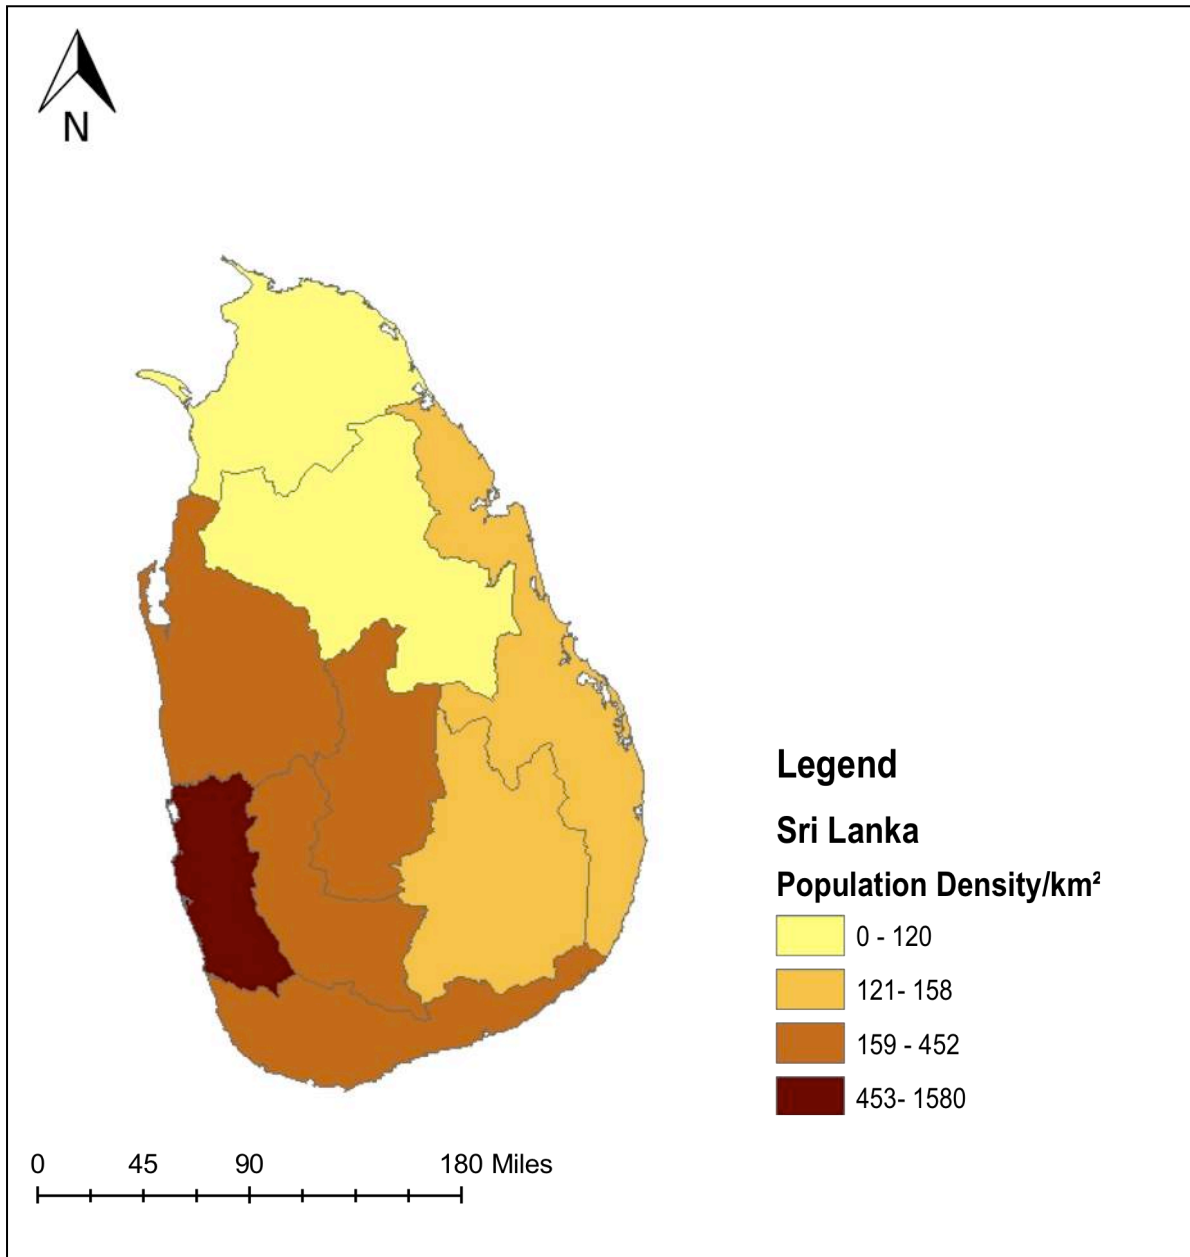 N
Legend
Sri Lanka
Population Density/km²
0 - 120
121- 158
159 - 452
453- 1580
0 45 90 180 Miles